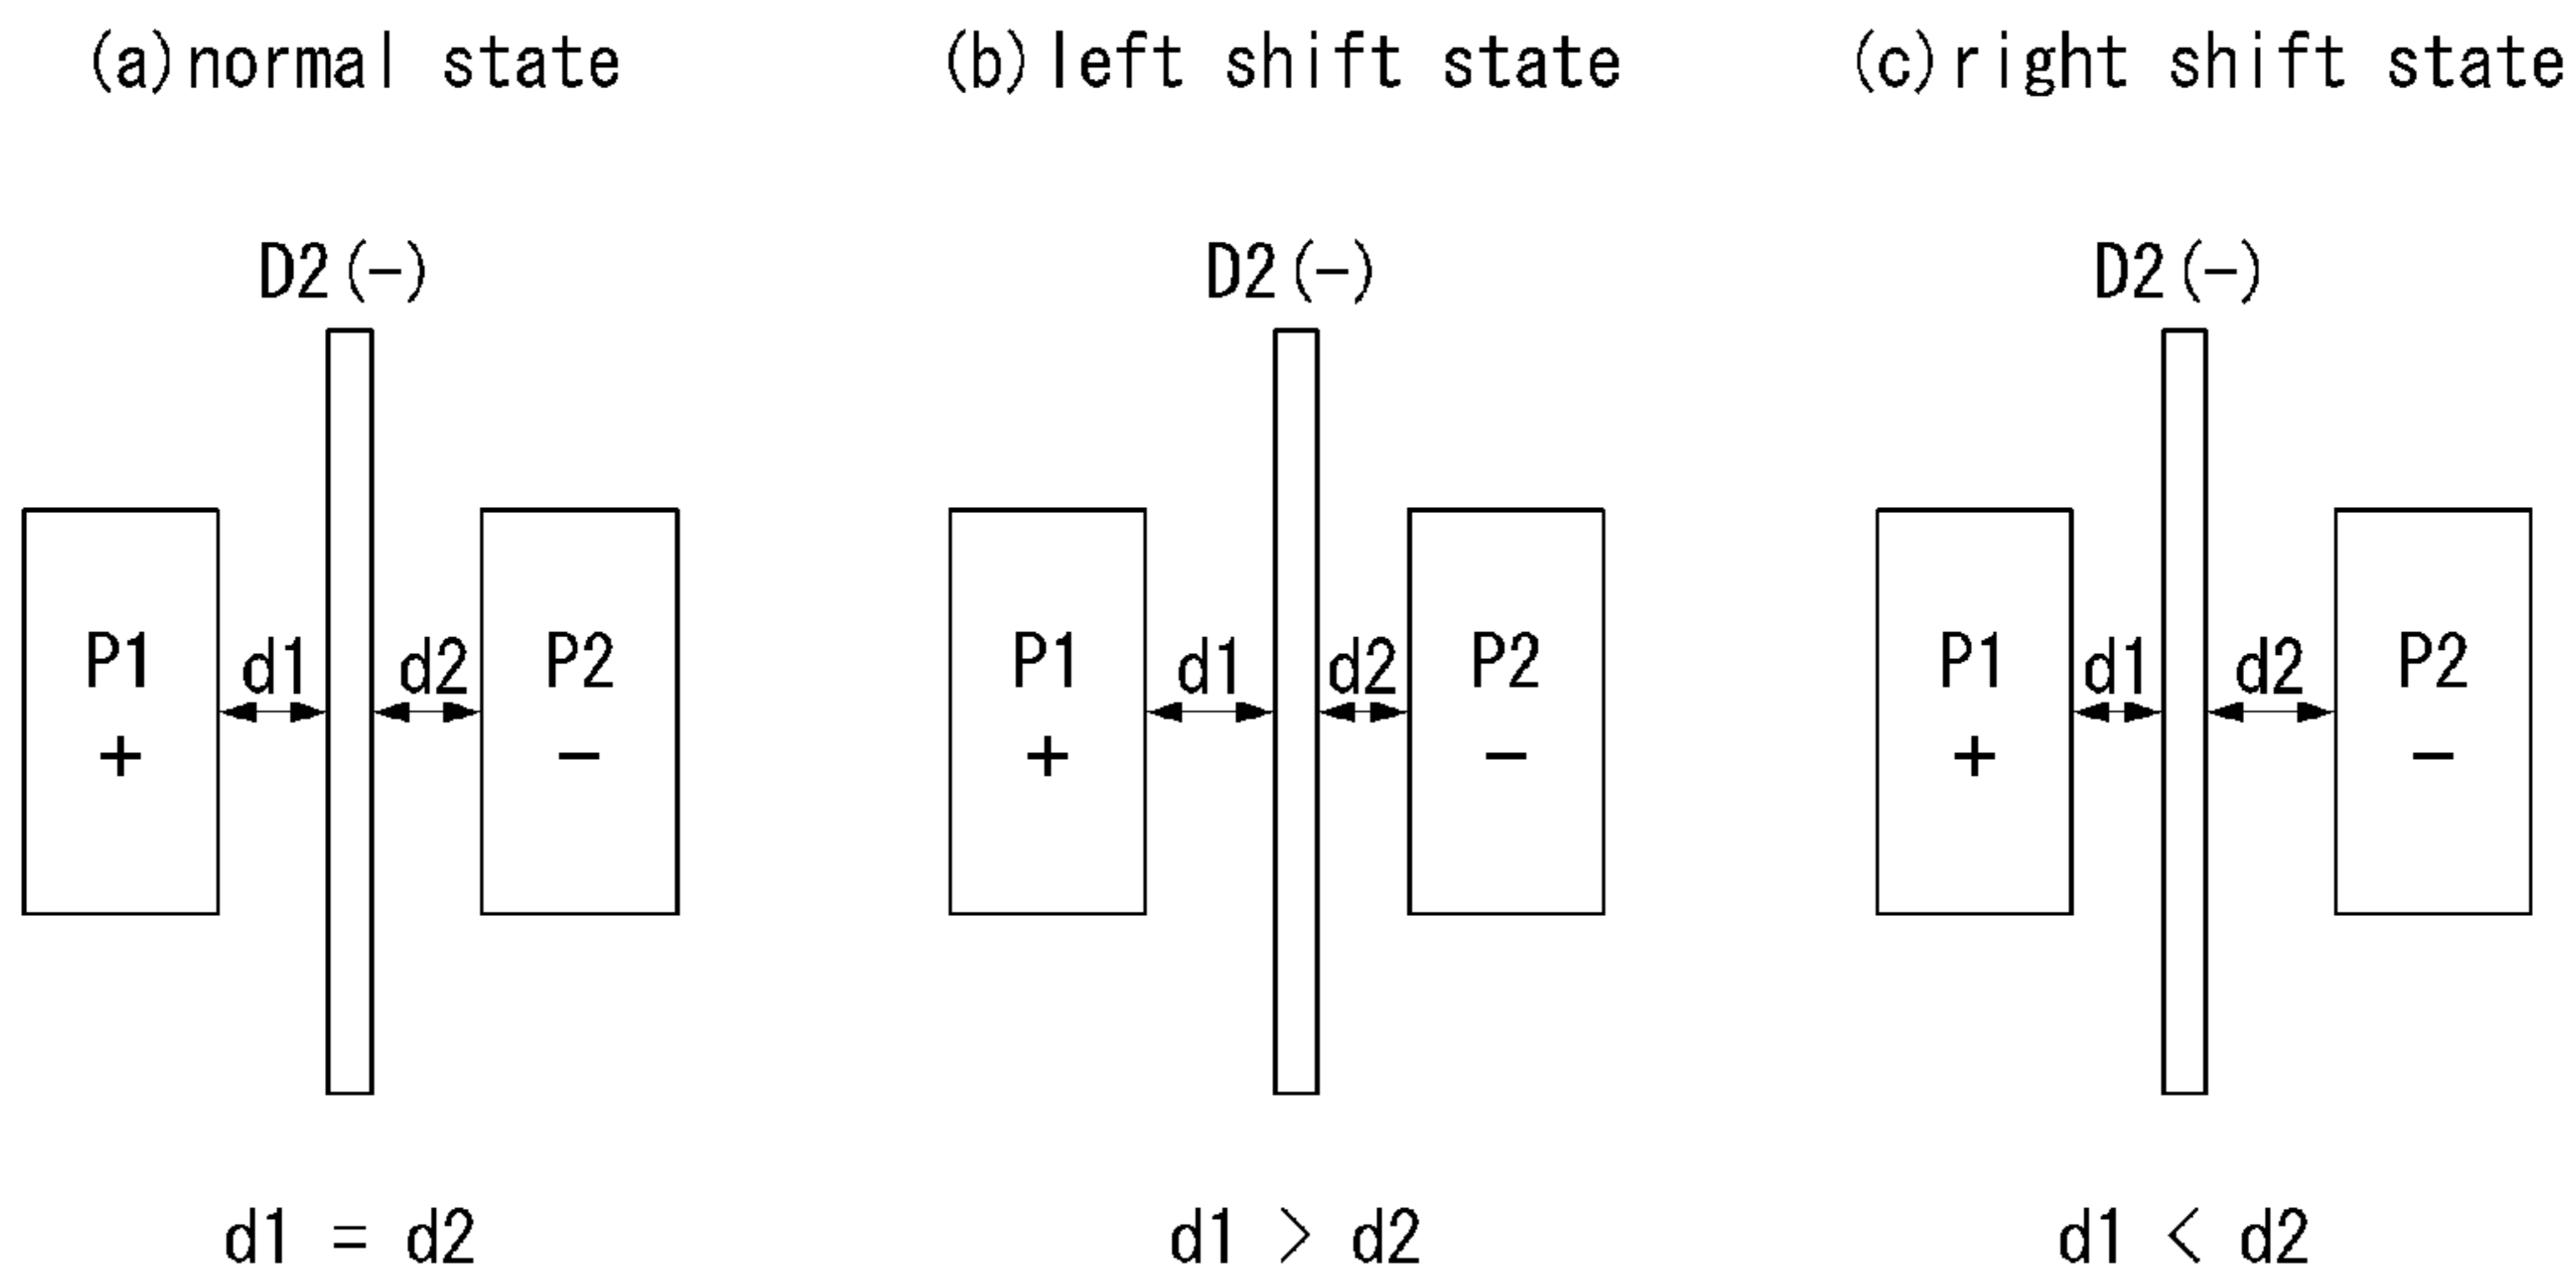 (a)normal state
(b)left shift state
(c)right shift state
D2(-)
D2(-)
D2(-)
P1
d1
d2
P2
+
-
P1
d1
d2
P2
+
-
P1
d1
d2
P2
+
-
d1 = d2
d1 > d2
d1 < d2